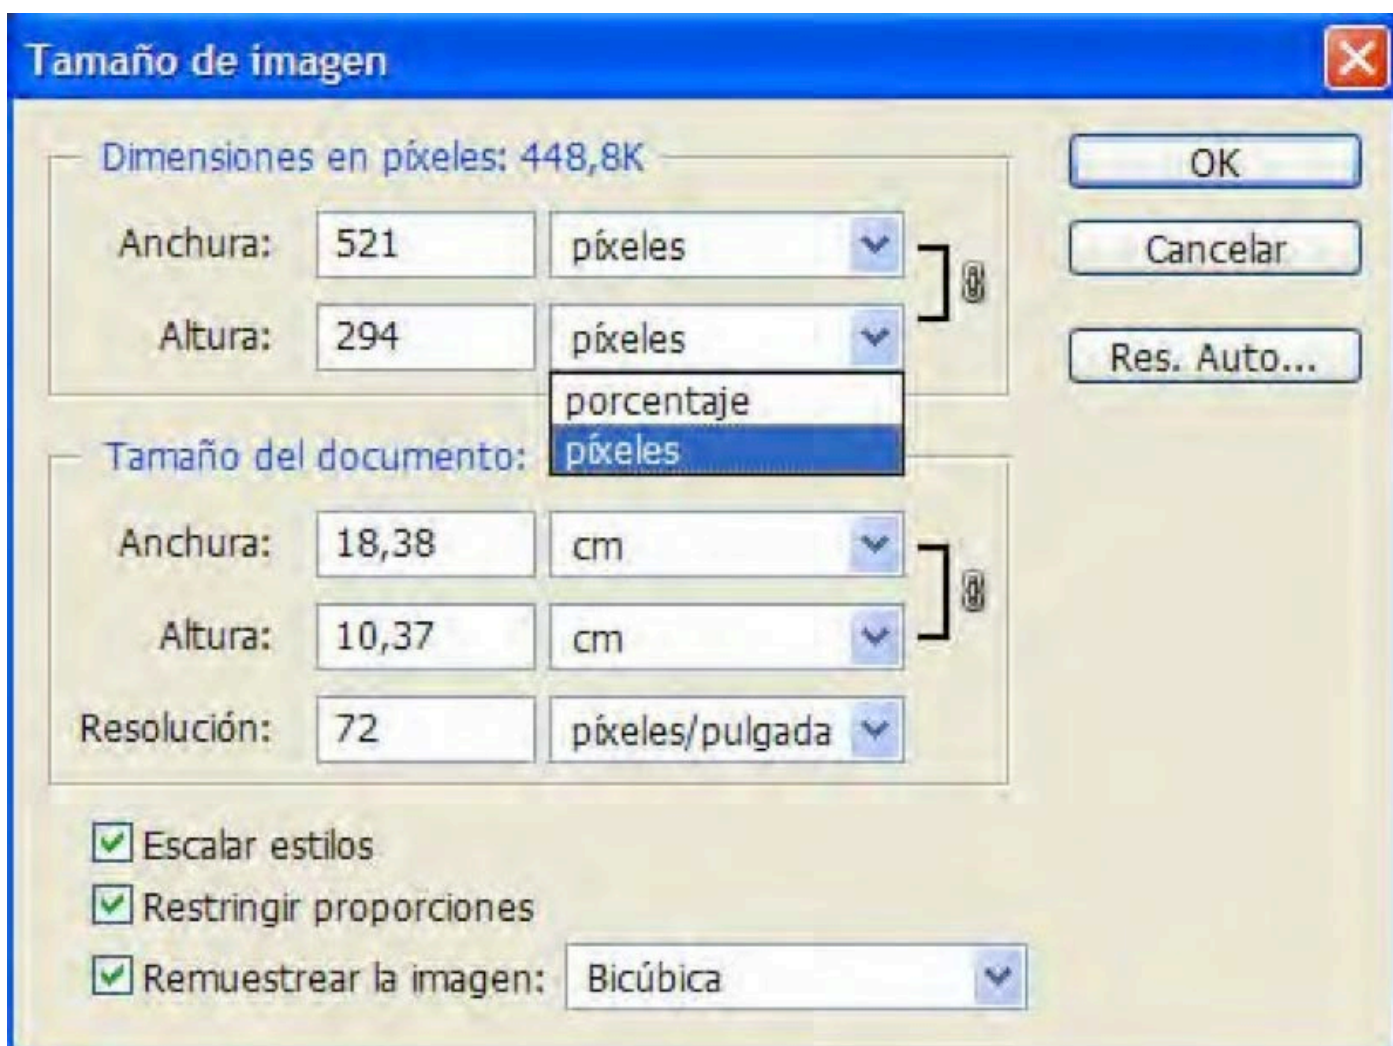 Tamaño de imagen
Dimensiones en píxeles: 448,8K
Anchura: 521 píxeles
Altura: 294 píxeles
porcentaje
píxeles
Tamaño del documento:
Anchura: 18,38 cm
Altura: 10,37 cm
Resolución: 72 píxeles/pulgada
Escalar estilos
Restringir proporciones
Remuestrear la imagen: Bicúbica
OK
Cancelar
Res. Auto...